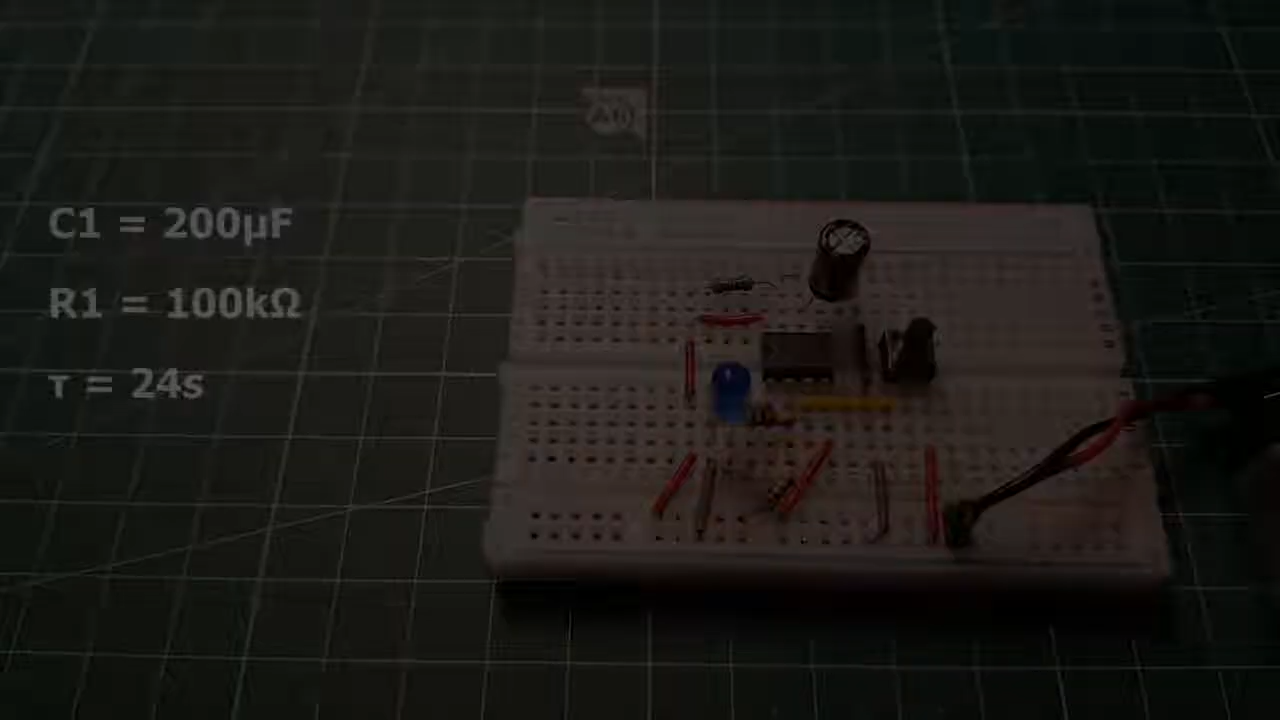 C1 = 200µF
R1 = 100kΩ
τ = 24s